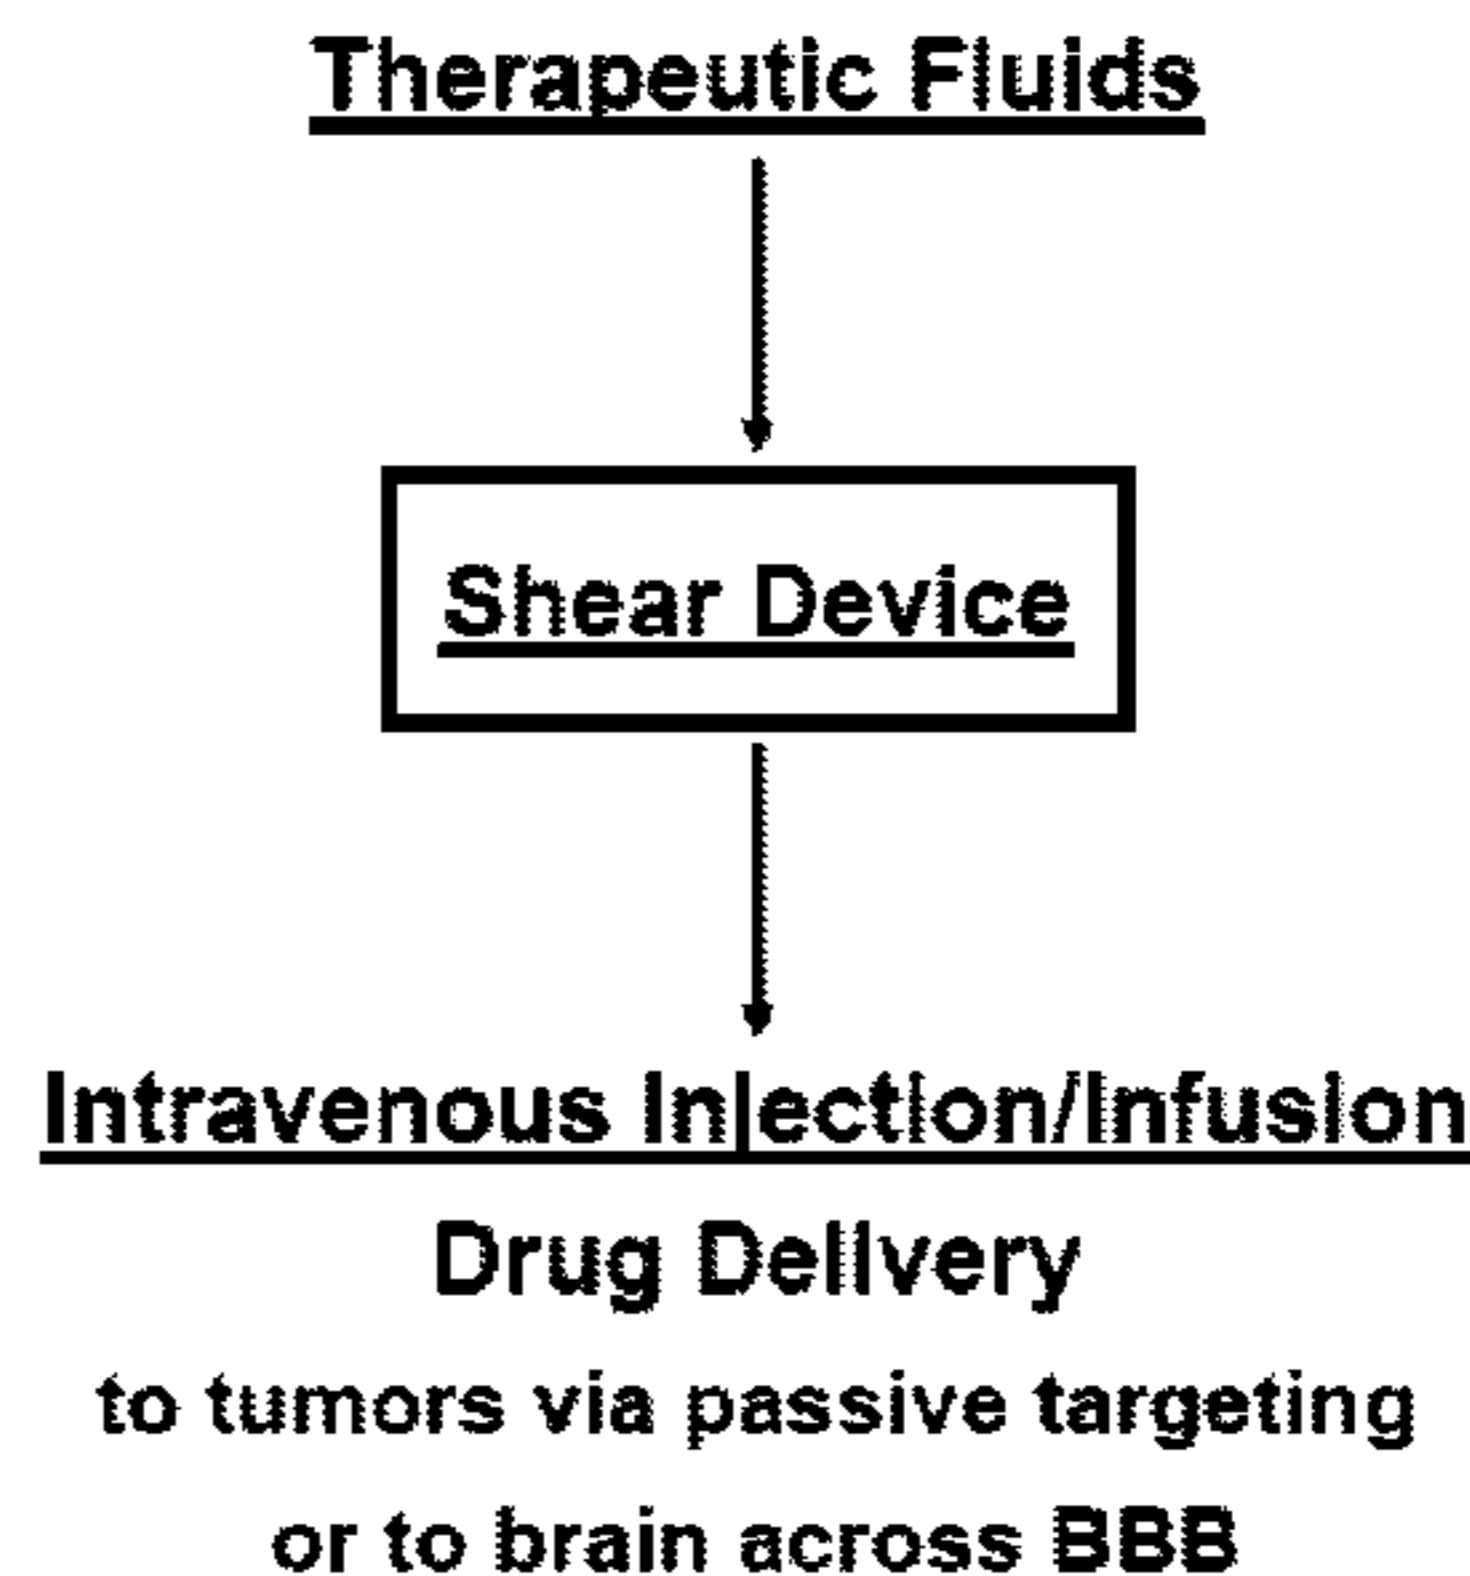 Therapeutic Fluids
Shear Device
Intravenous Injection/Infusion
Drug Delivery
to tumors via passive targeting
or to brain across BBB